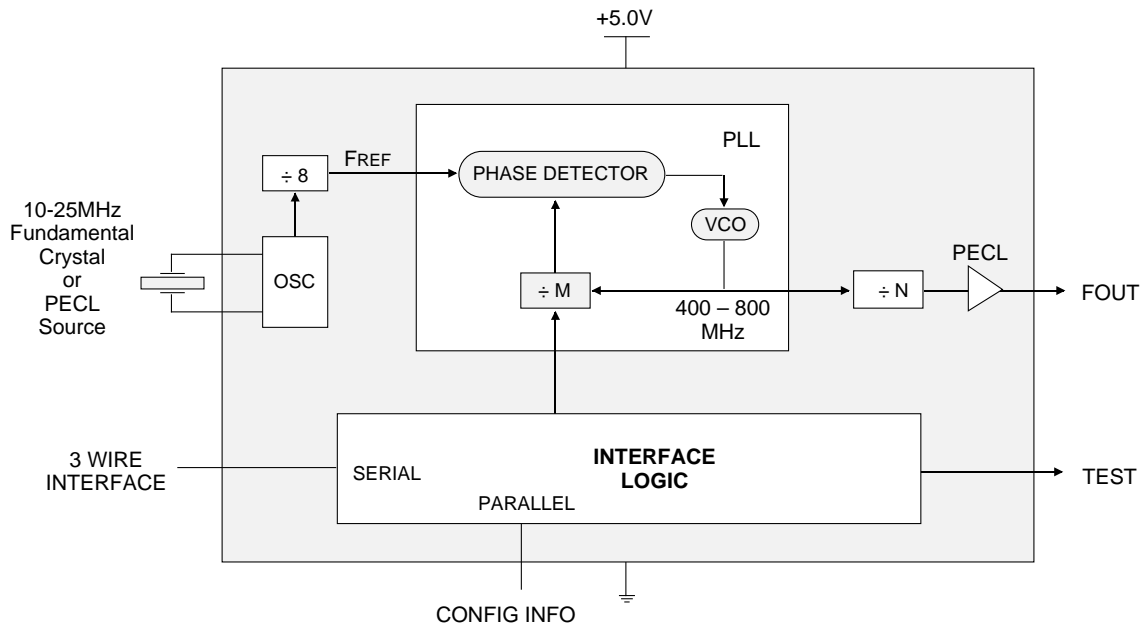 +5.0V
PLL
FREF
PHASE DETECTOR
÷ 8
10-25MHz
Fundamental
Crystal
or
PECL
Source
OSC
VCO
PECL
÷ M
÷ N
FOUT
400 – 800
MHz
3 WIRE
INTERFACE
SERIAL
INTERFACE
LOGIC
PARALLEL
TEST
CONFIG INFO